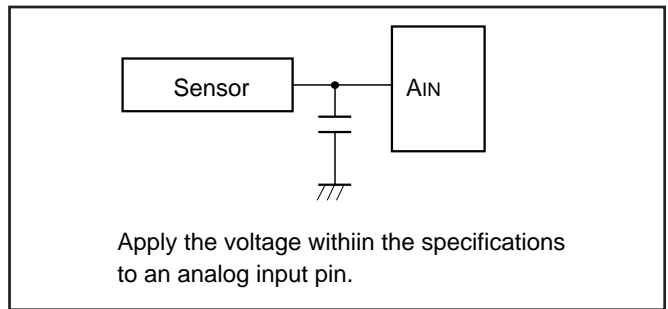 Sensor
AIN
Apply the voltage withiin the specifications
to an analog input pin.